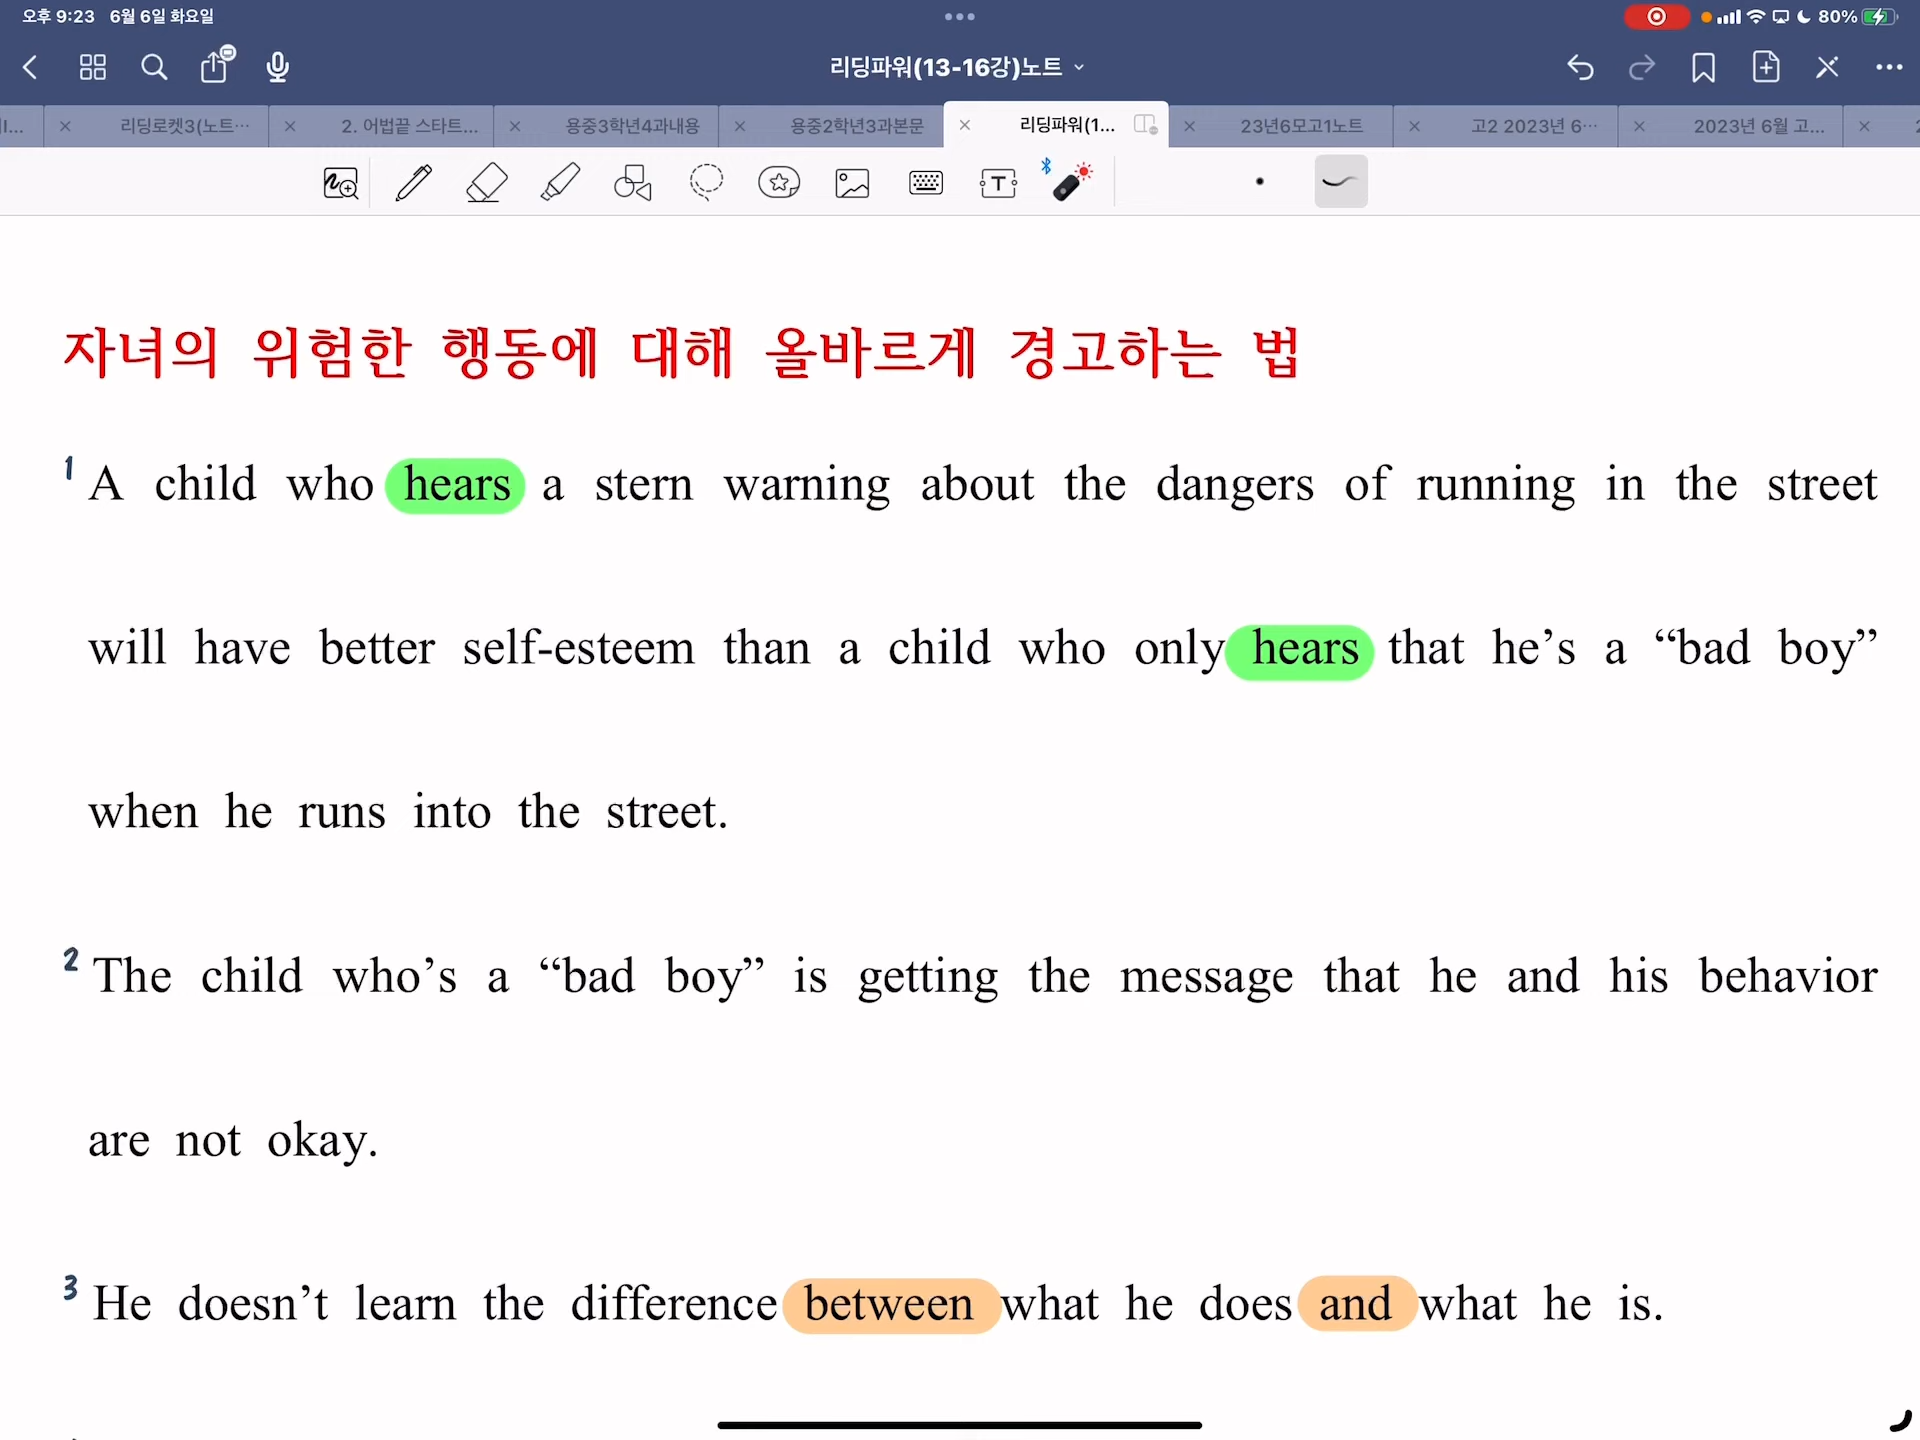 오후 9:23 6월 6일 화요일
80%
리딩파워(13-16강)노트
리딩로켓3(노트…
2. 어법끝 스타트...
용중3학년4과내용
용중2학년3과본문
리딩파워(1...
23년6모고1노트
고2 2023년 6…
2023년 6월 고...
자녀의 위험한 행동에 대해 올바르게 경고하는 법
1 A child who hears a stern warning about the dangers of running in the street
will have better self-esteem than a child who only hears that he’s a “bad boy”
when he runs into the street.
2 The child who’s a “bad boy” is getting the message that he and his behavior
are not okay.
3 He doesn’t learn the difference between what he does and what he is.